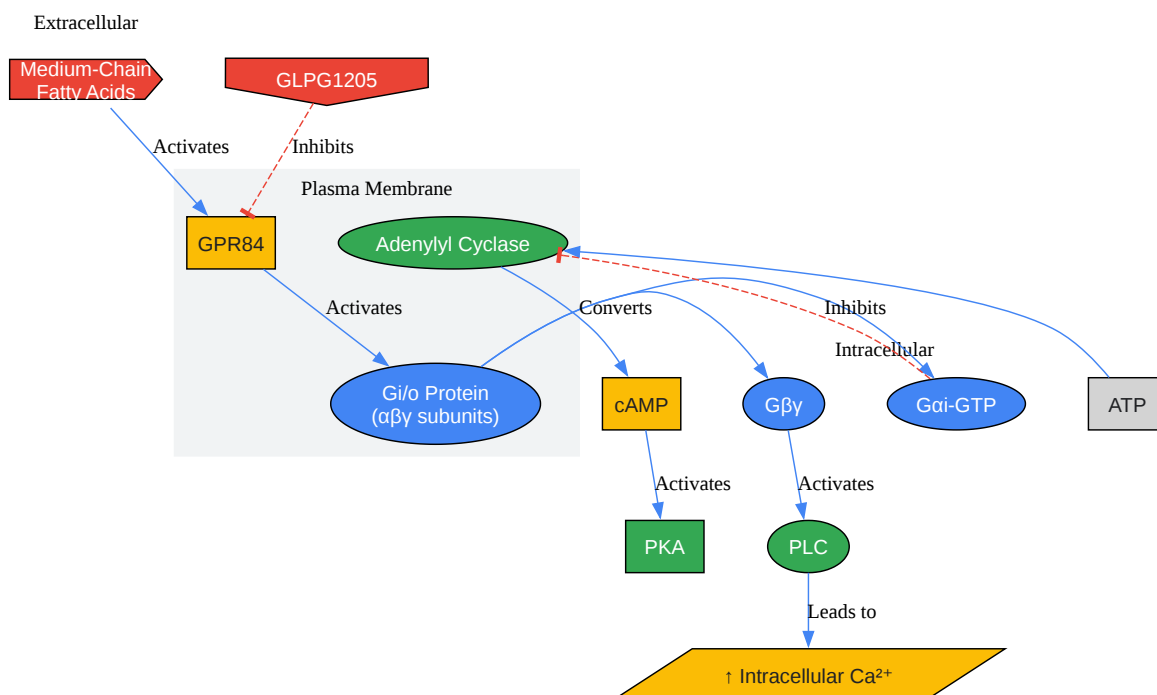 Extracellular
Medium-Chain
Fatty Acids
GLPG1205
Activates
Inhibits
Plasma Membrane
GPR84
Adenylyl Cyclase
Activates
Converts
Inhibits
Intracellular
Gi/o Protein
(αβγ subunits)
cAMP
Gβγ
Gαi-GTP
ATP
Activates
Activates
PKA
PLC
Leads to
↑ Intracellular Ca²⁺